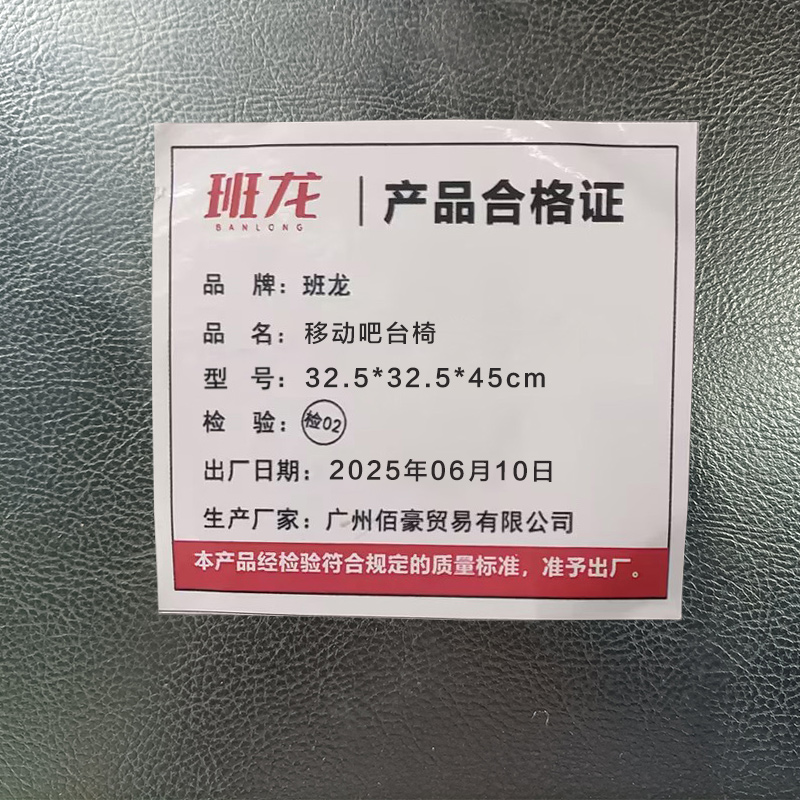 班龙 | 产品合格证
BANLONG
品 牌：班龙
品 名：移动吧台椅
型 号：32.5*32.5*45cm
检 验：检02
出厂日期：2025年06月10日
生产厂家：广州佰豪贸易有限公司
本产品经检验符合规定的质量标准，准予出厂。